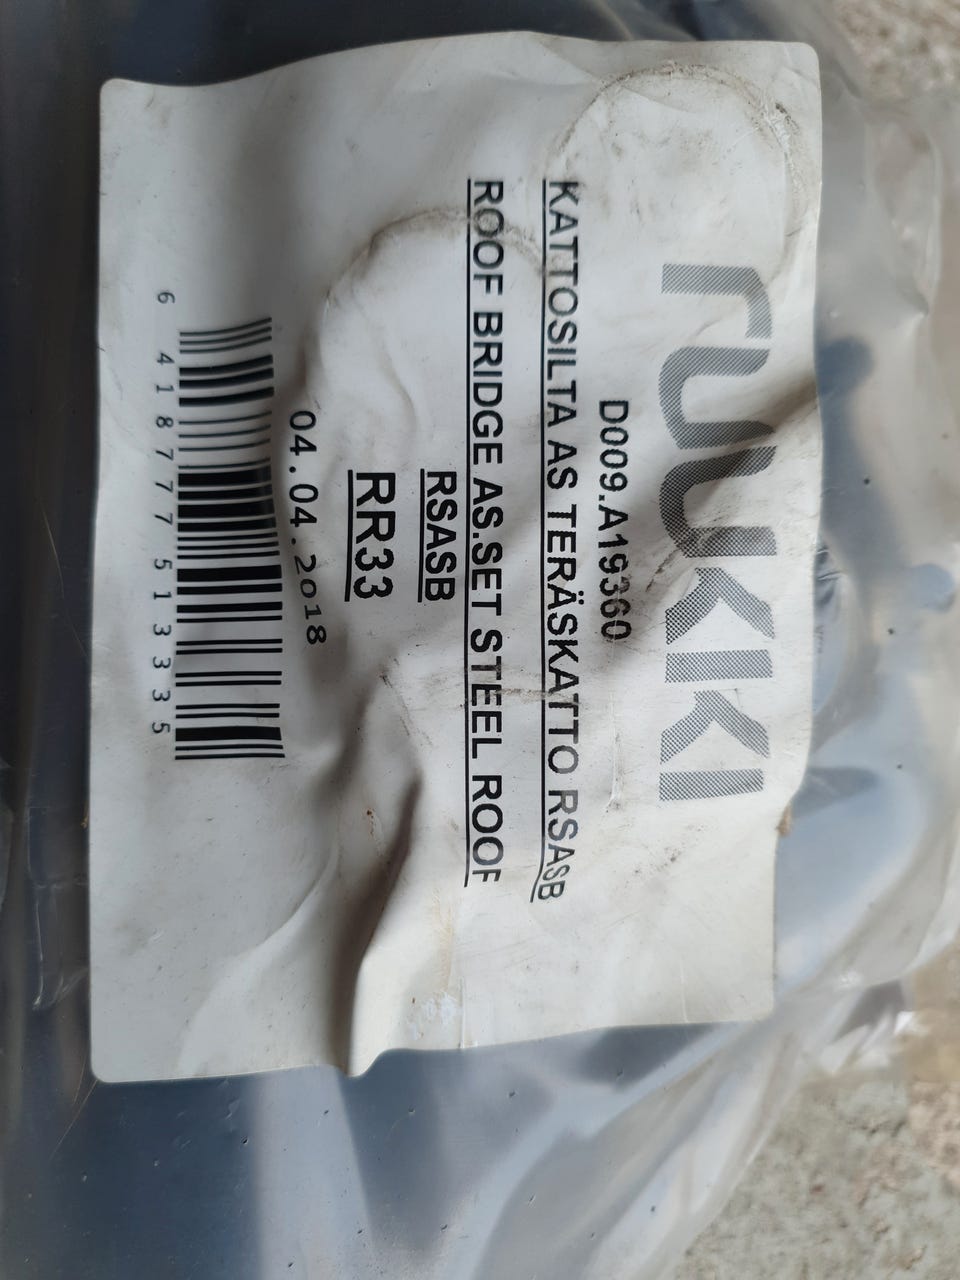 ruukki
D009.A19360
KATTOSILTA AS TERÄSKATTO RSASB
ROOF BRIDGE AS.SET STEEL ROOF
RSASB
RR33
04.04.2018
6 418777 513335